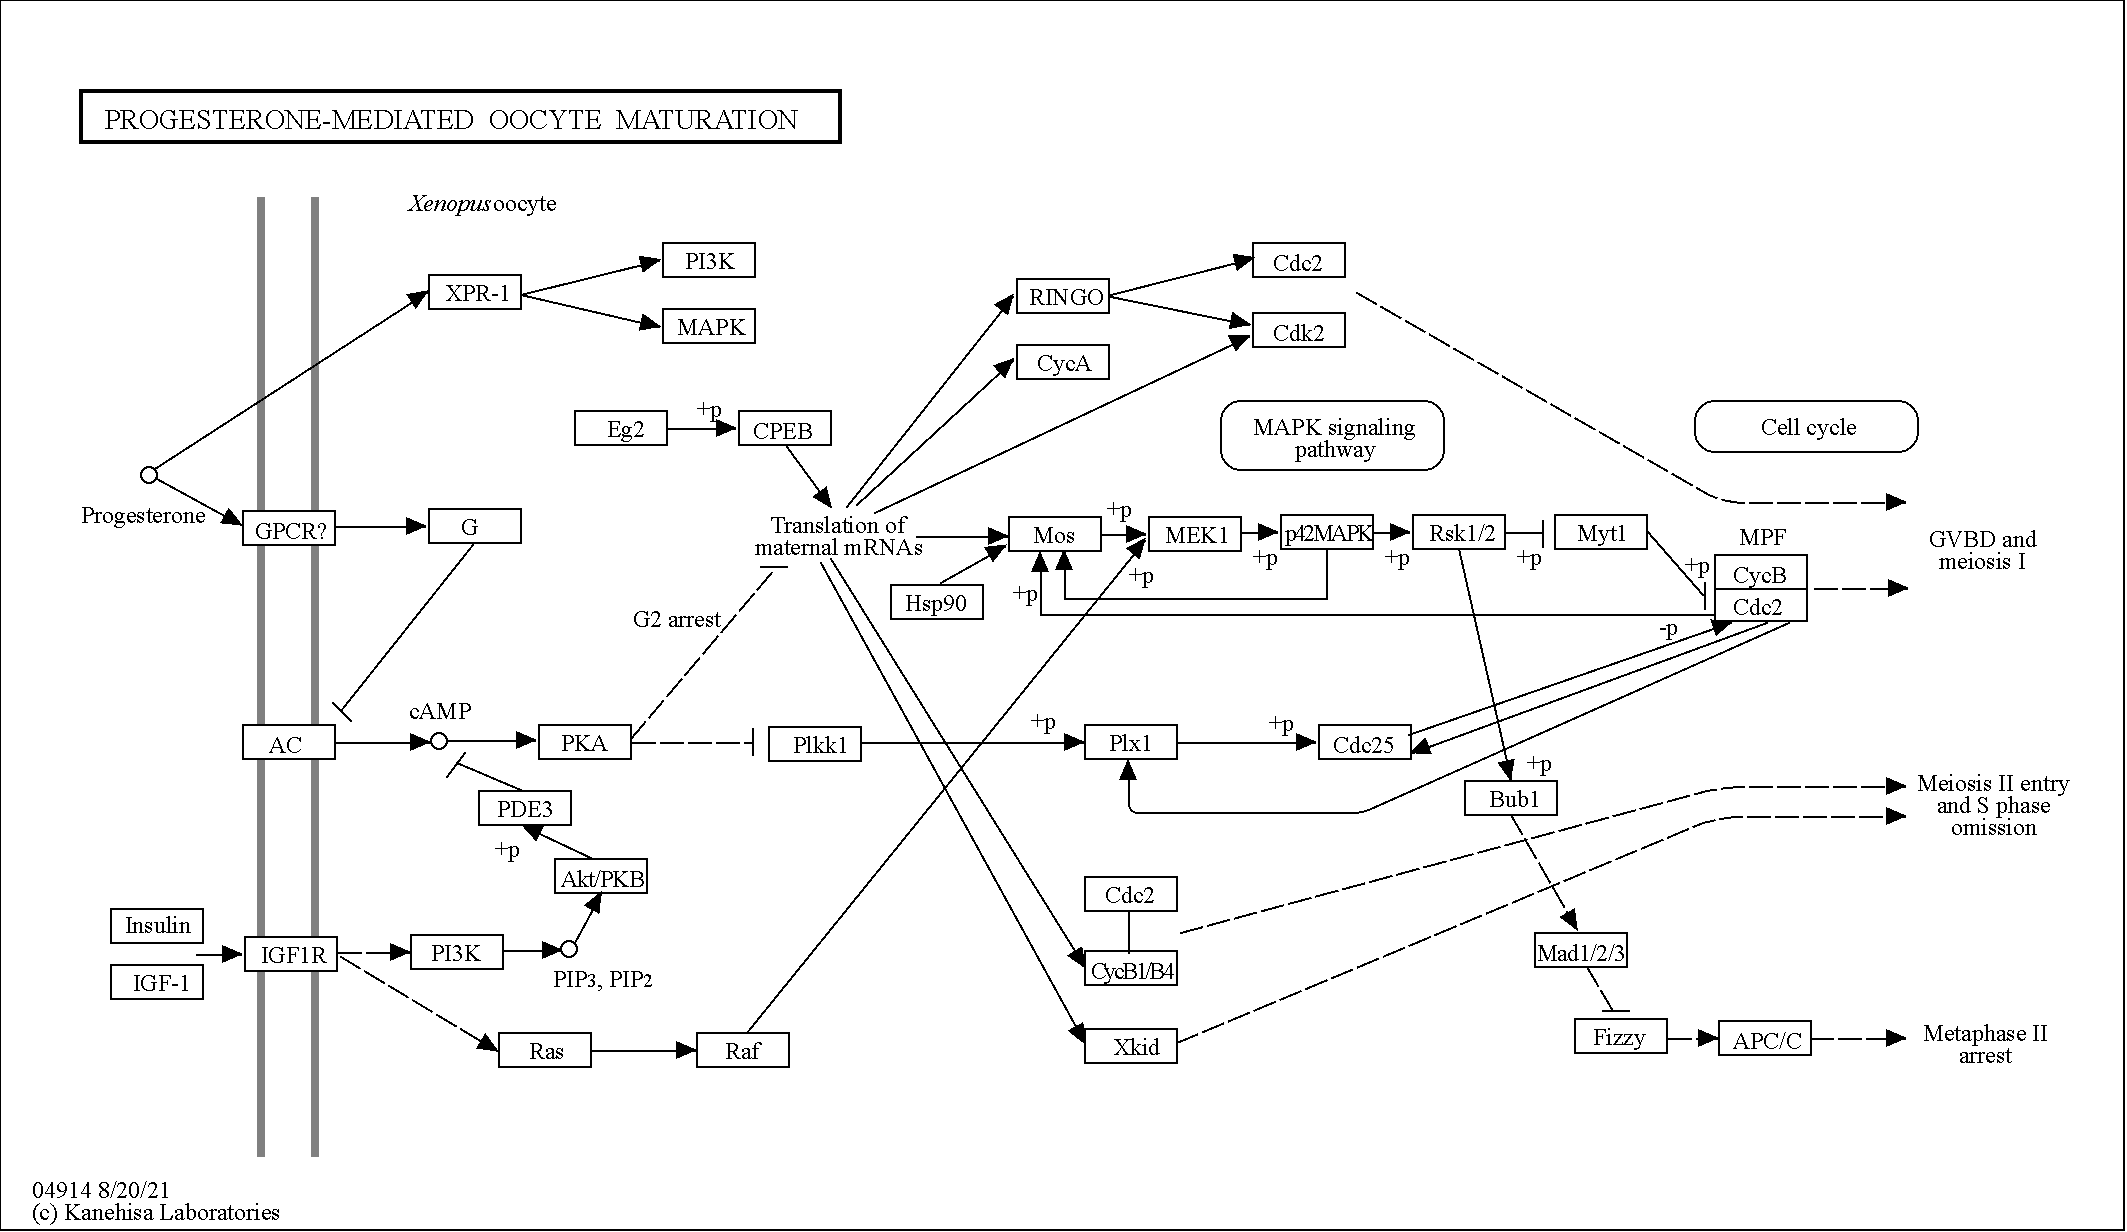 PROGESTERONE-MEDIATED OOCYTE MATURATION
Xenopus oocyte
PI3K
Cdc2
XPR-1
RINGO
MAPK
Cdk2
CycA
+p
Eg2
CPEB
MAPK signaling
pathway
Cell cycle
Progesterone
GPCR?
G
Translation of
maternal mRNAs
Mos
+p
MEK1
+p
p42MAPK
+p
Rsk1/2
+p
Myt1
+p
MPF
CycB
Cdc2
GVBD and
meiosis I
Hsp90
+p
+p
G2 arrest
-p
cAMP
AC
PKA
Plkk1
+p
Plx1
+p
Cdc25
+p
Bub1
Meiosis II entry
and S phase
omission
PDE3
+p
Akt/PKB
Cdc2
Insulin
IGF-1
IGF1R
PI3K
PIP3, PIP2
CycB1/B4
Mad1/2/3
Ras
Raf
Xkid
Fizzy
APC/C
Metaphase II
arrest
04914 8/20/21
(c) Kanehisa Laboratories